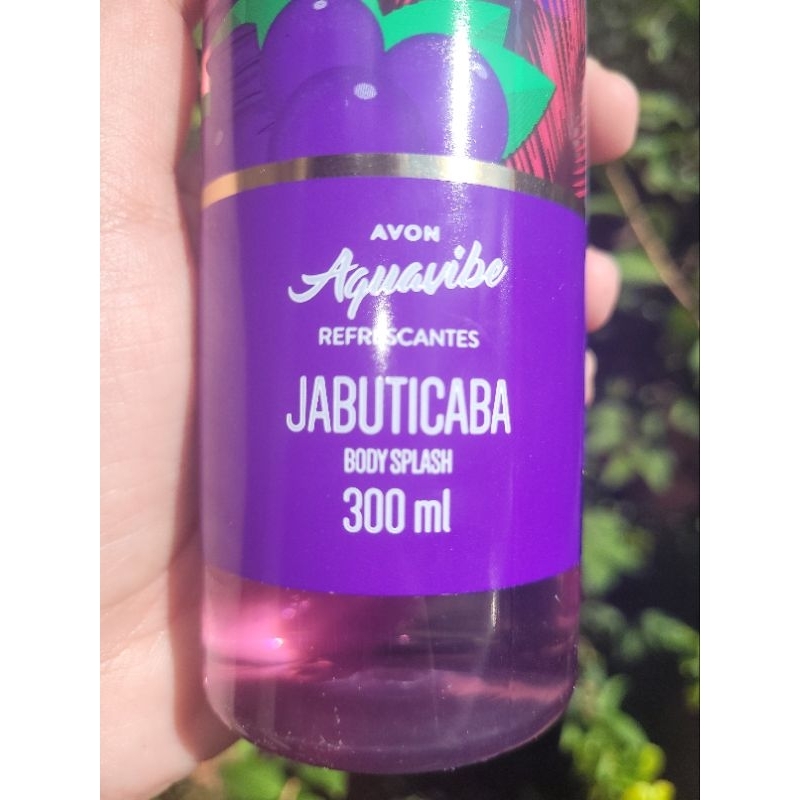 AVON
Aquavibe
REFRESCANTES
JABUTICABA
BODY SPLASH
300 ml